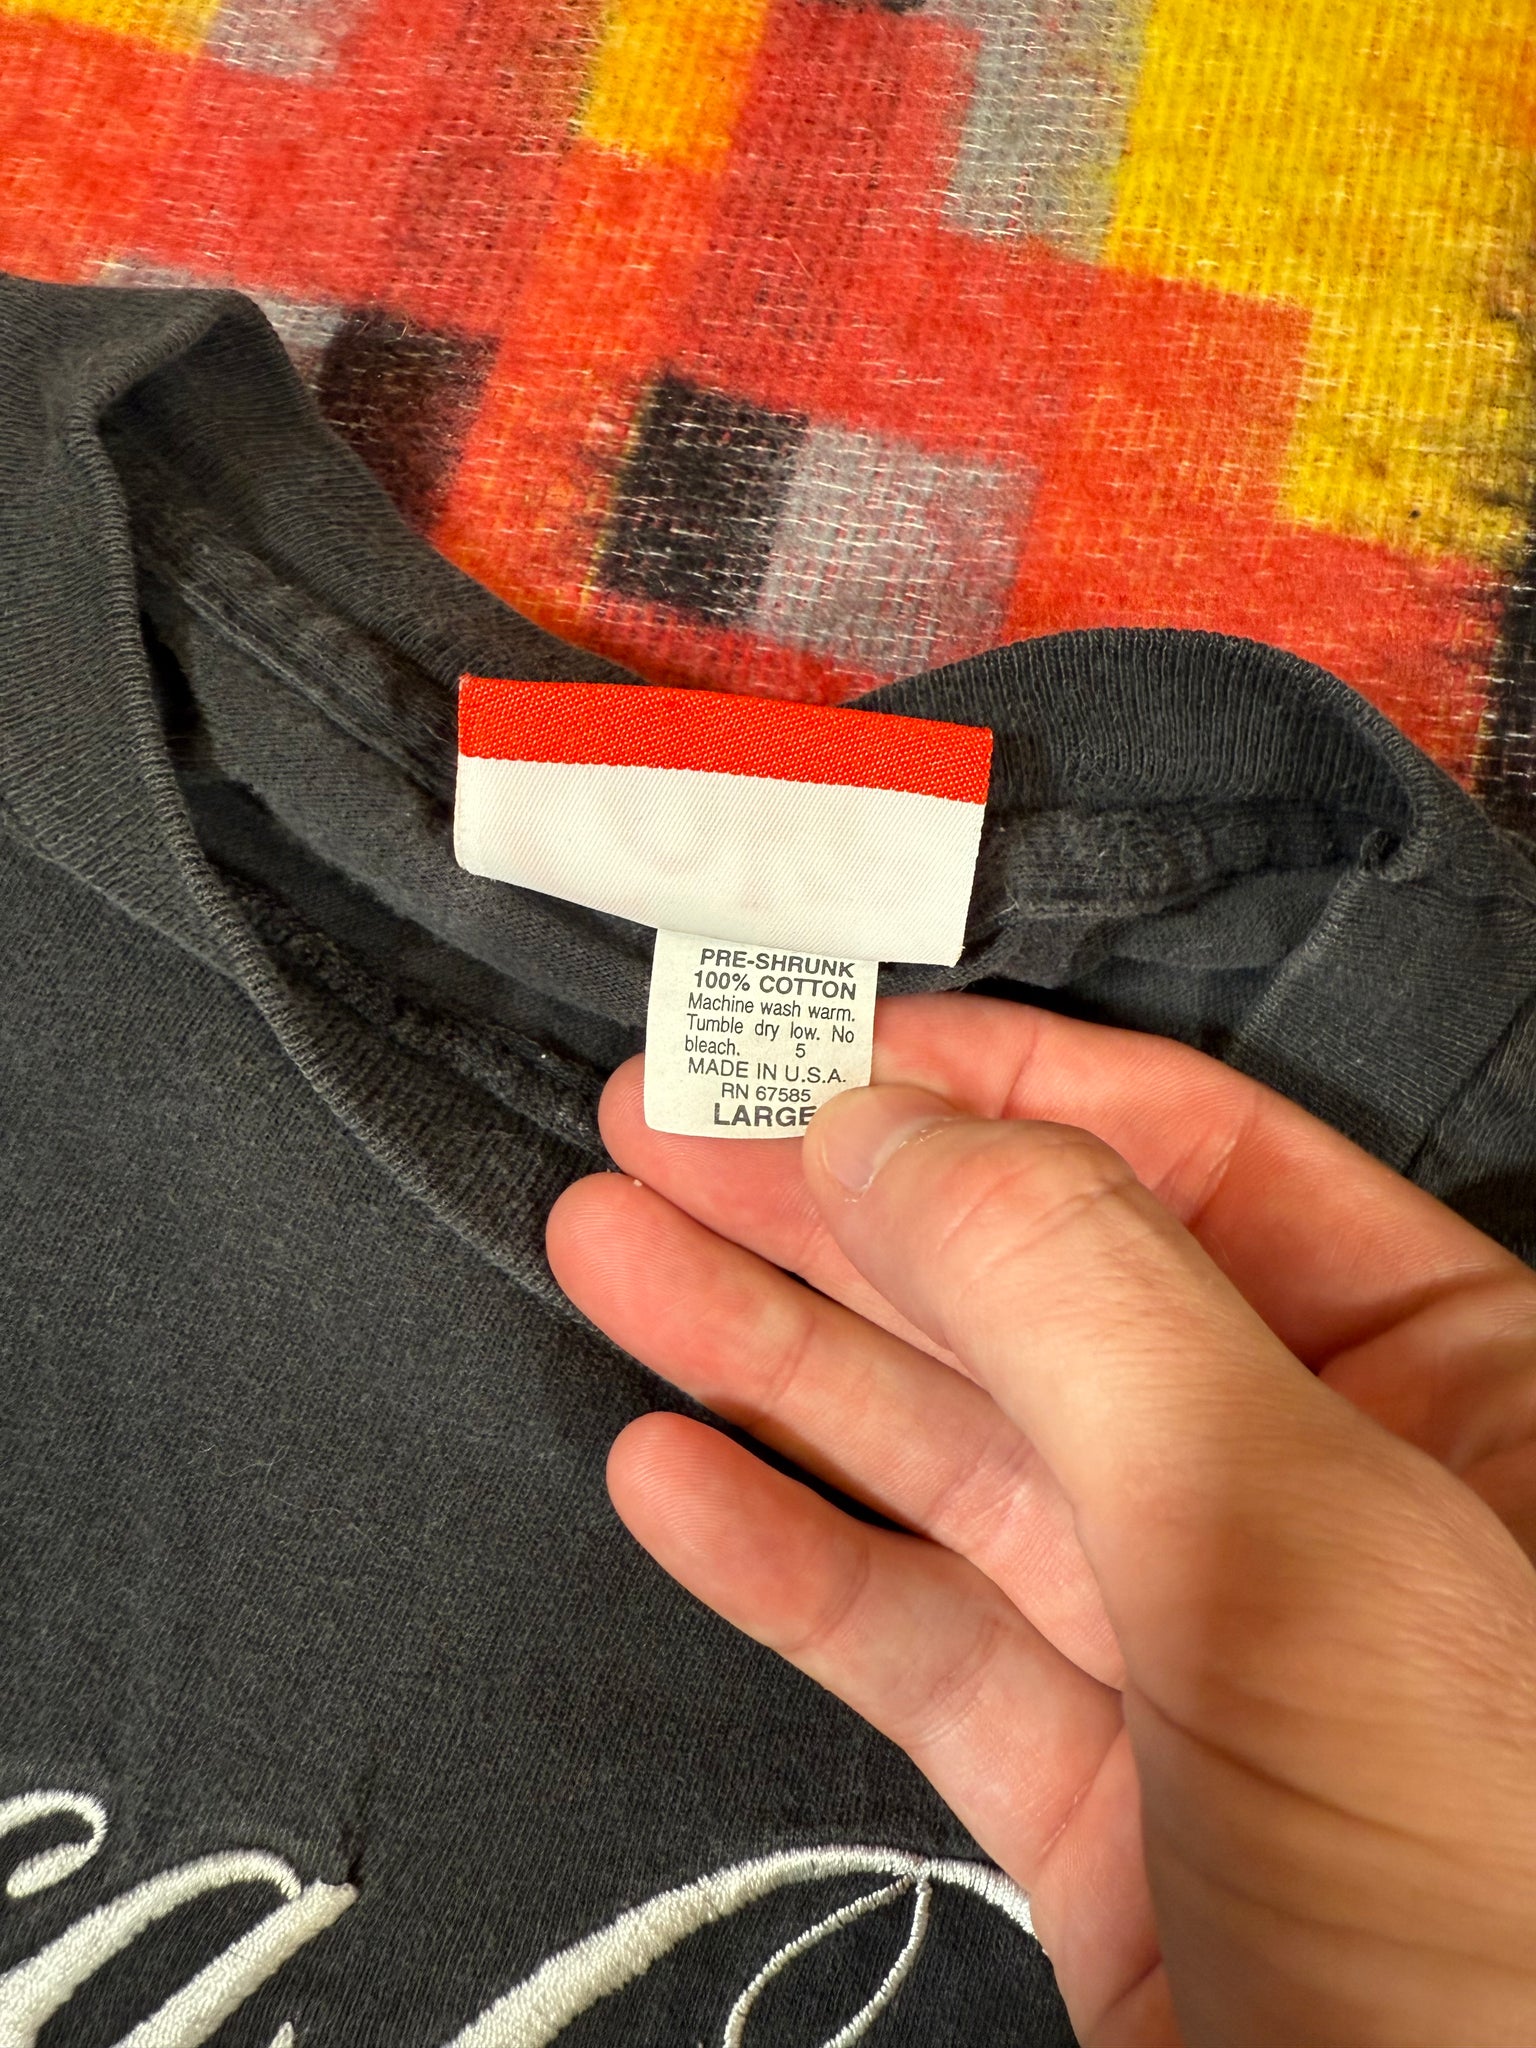 PRE-SHRUNK
100% COTTON
Machine wash warm.
Tumble dry low. No
bleach. 5
MADE IN U.S.A.
RN 67585
LARGE